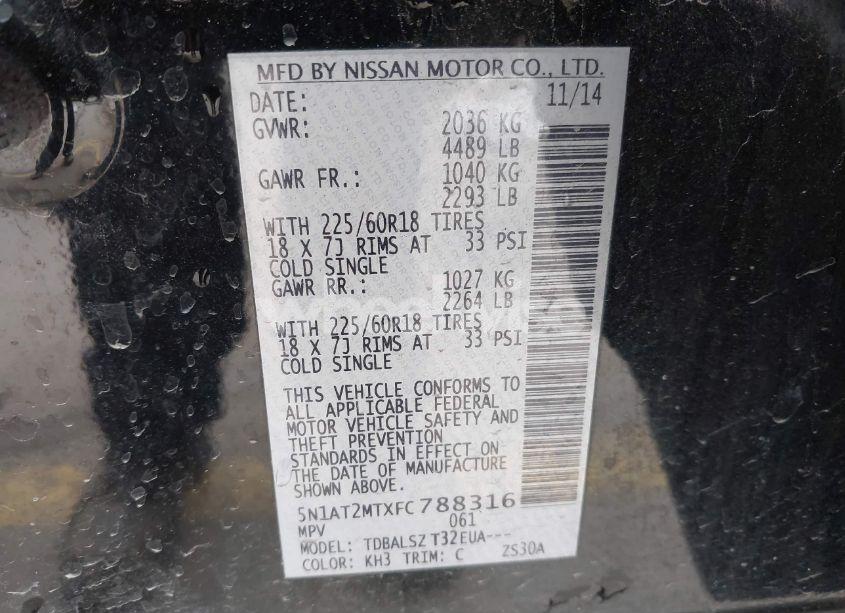 MFD BY NISSAN MOTOR CO., LTD.
DATE: 11/14
GVWR: 2036 KG
4489 LB
GAWR FR.: 1040 KG
2293 LB
WITH 225/60R18 TIRES
18 X 7J RIMS AT 33 PSI
COLD SINGLE
GAWR RR.: 1027 KG
2264 LB
WITH 225/60R18 TIRES
18 X 7J RIMS AT 33 PSI
COLD SINGLE
THIS VEHICLE CONFORMS TO
ALL APPLICABLE FEDERAL
MOTOR VEHICLE SAFETY AND
THEFT PREVENTION
STANDARDS IN EFFECT ON
THE DATE OF MANUFACTURE
SHOWN ABOVE.
5N1AT2MTXFC788316
MPV 061
MODEL: TDBALSZ T32EUA---
COLOR: KH3 TRIM: C ZS30A